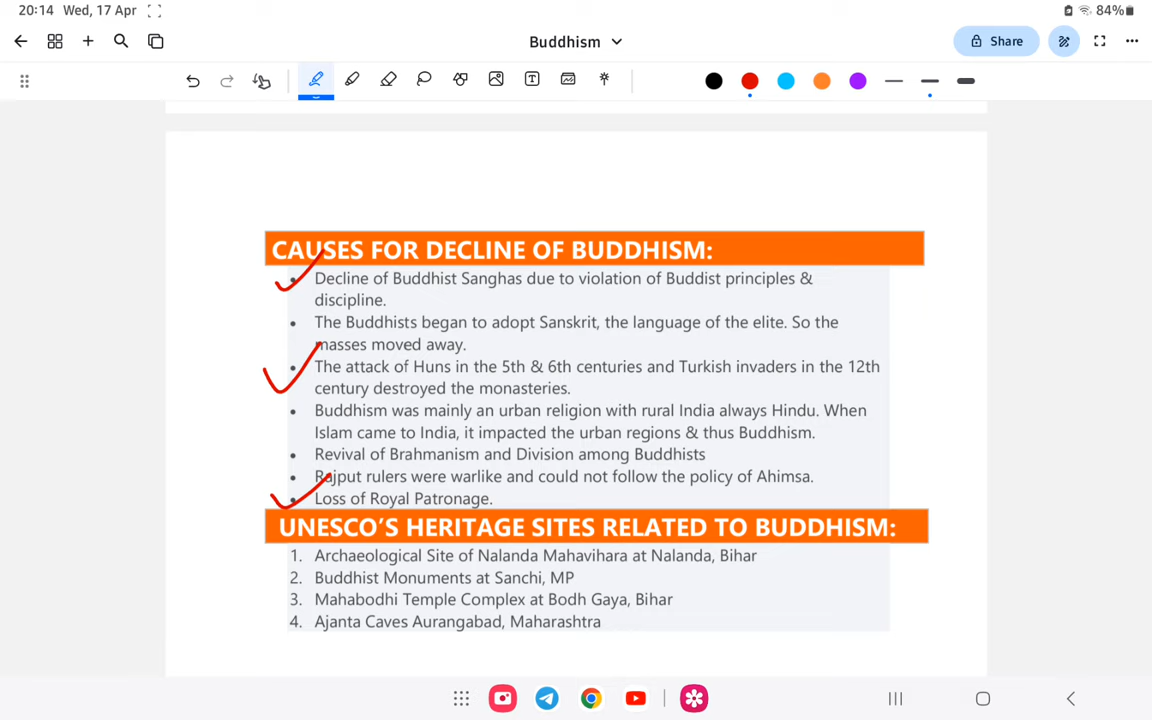 20:14 Wed, 17 Apr
84%
Buddhism
Share
CAUSES FOR DECLINE OF BUDDHISM:
• Decline of Buddhist Sanghas due to violation of Buddist principles &
discipline.
• The Buddhists began to adopt Sanskrit, the language of the elite. So the
masses moved away.
• The attack of Huns in the 5th & 6th centuries and Turkish invaders in the 12th
century destroyed the monasteries.
• Buddhism was mainly an urban religion with rural India always Hindu. When
Islam came to India, it impacted the urban regions & thus Buddhism.
• Revival of Brahmanism and Division among Buddhists
• Rajput rulers were warlike and could not follow the policy of Ahimsa.
• Loss of Royal Patronage.
UNESCO’S HERITAGE SITES RELATED TO BUDDHISM:
1. Archaeological Site of Nalanda Mahavihara at Nalanda, Bihar
2. Buddhist Monuments at Sanchi, MP
3. Mahabodhi Temple Complex at Bodh Gaya, Bihar
4. Ajanta Caves Aurangabad, Maharashtra